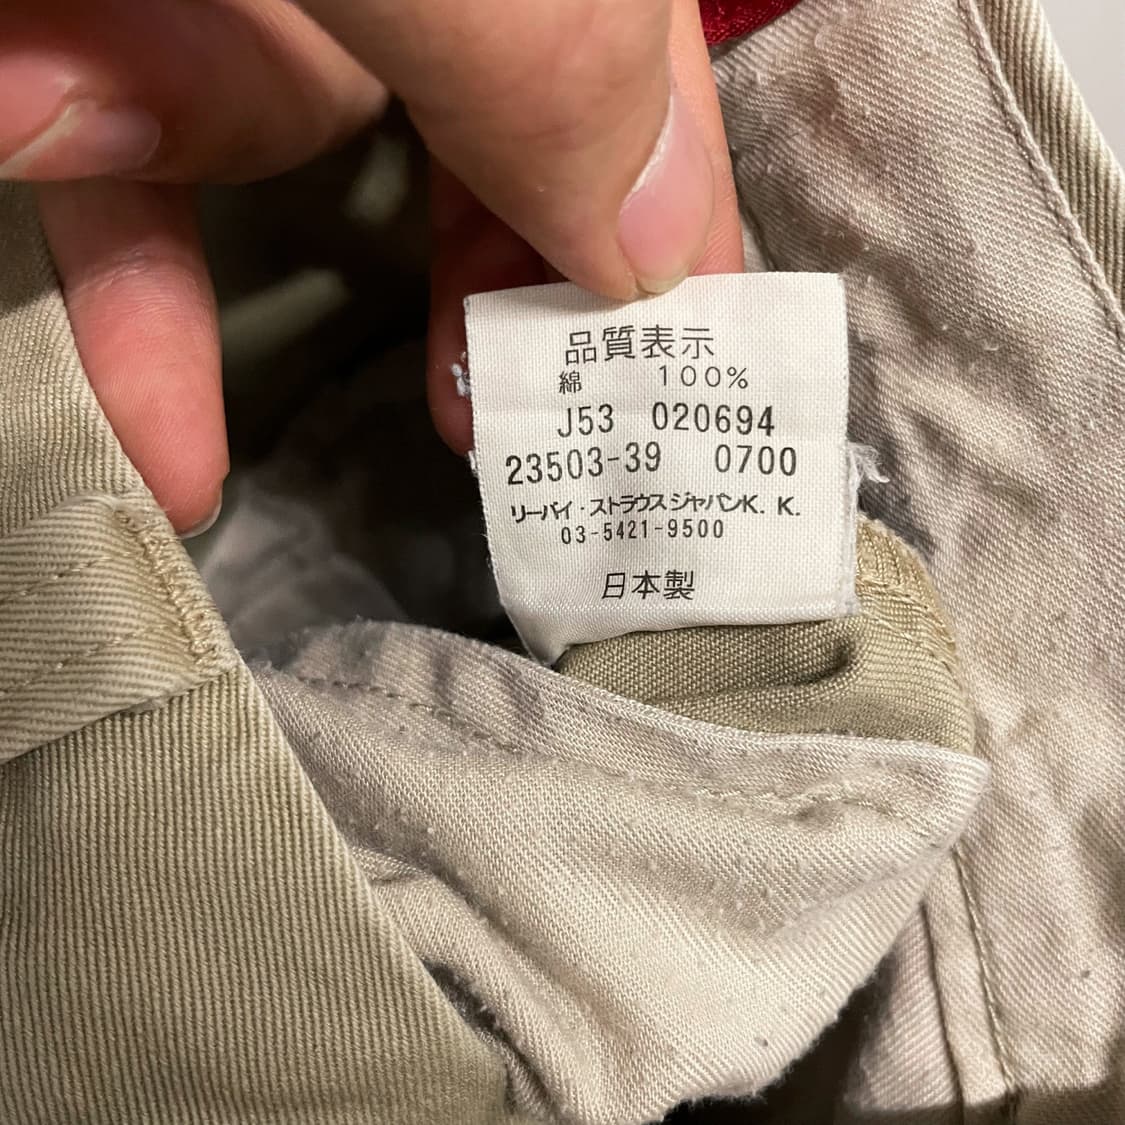 品質表示
綿 100%
J53 020694
23503-39 0700
リーバイ・ストラウスジャパンK. K.
03-5421-9500
日本製